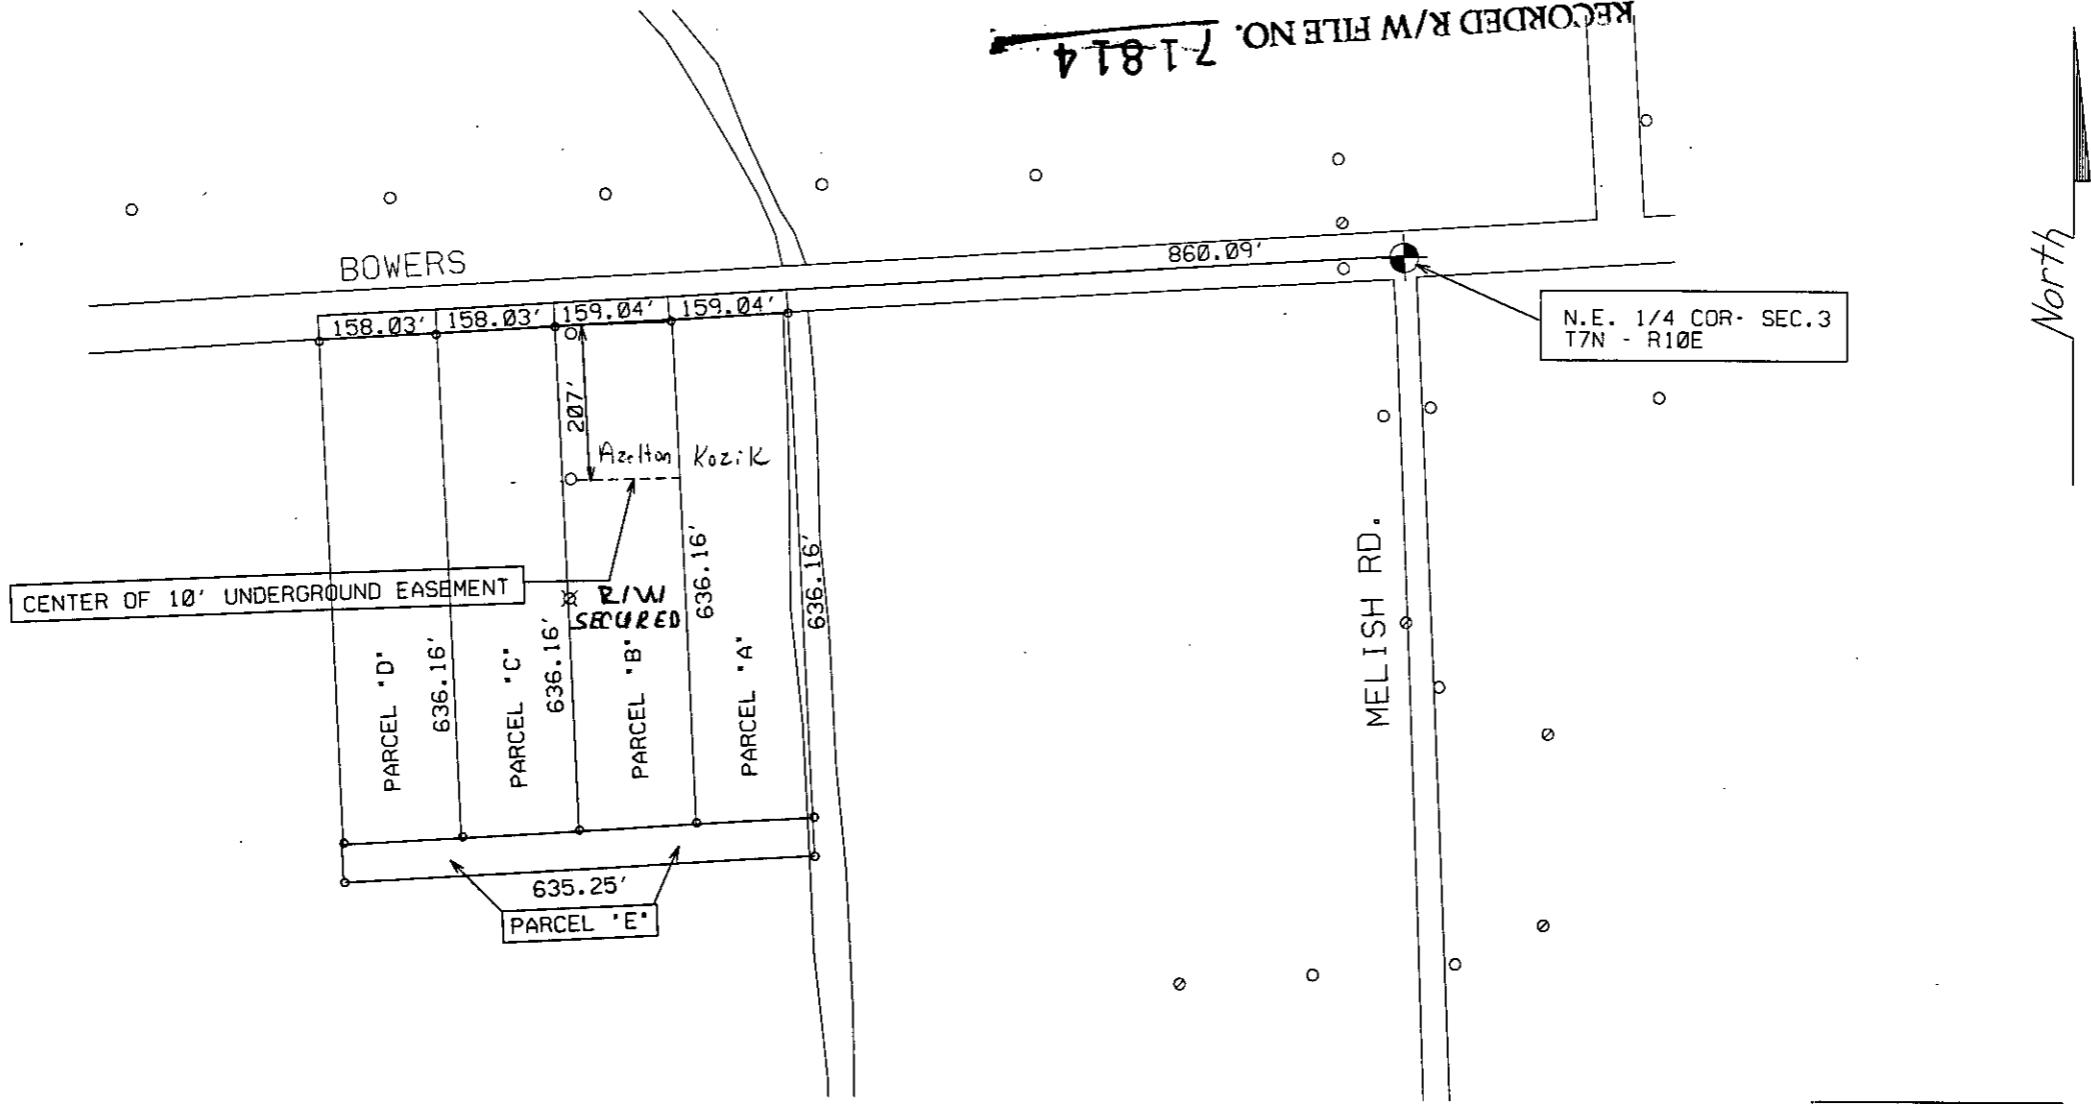 RECORDED R/W FILE NO. 71814
BOWERS
860.09'
158.03' 158.03' 159.04' 159.04'
N.E. 1/4 COR- SEC.3
T7N - R10E
North
207'
Azelton Kozik
CENTER OF 10' UNDERGROUND EASEMENT
R/W
SECURED
636.16'
636.16'
636.16'
636.16'
PARCEL "D"
PARCEL "C"
PARCEL "B"
PARCEL "A"
MELISH RD.
635.25'
PARCEL "E"